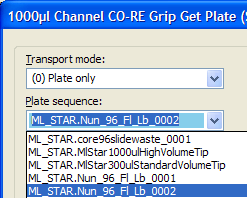 1000µl Channel CO-RE Grip Get Plate (
Transport mode:
(0) Plate only
Plate sequence:
ML_STAR.Nun_96_Fl_Lb_0002
ML_STAR.core96slidewaste_0001
ML_STAR.MlStar1000ulHighVolumeTip
ML_STAR.MlStar300ulStandardVolumeTip
ML_STAR.Nun_96_Fl_Lb_0001
ML_STAR.Nun_96_Fl_Lb_0002